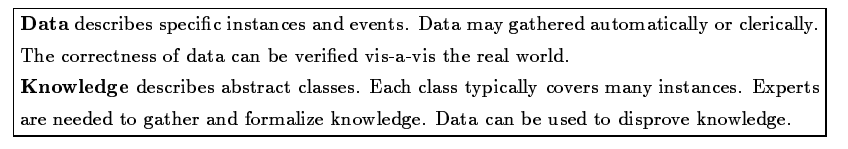 Data describes specific instances and events. Data may gathered automatically or clerically.
The correctness of data can be verified vis-a-vis the real world.
Knowledge describes abstract classes. Each class typically covers many instances. Experts
are needed to gather and formalize knowledge. Data can be used to disprove knowledge.